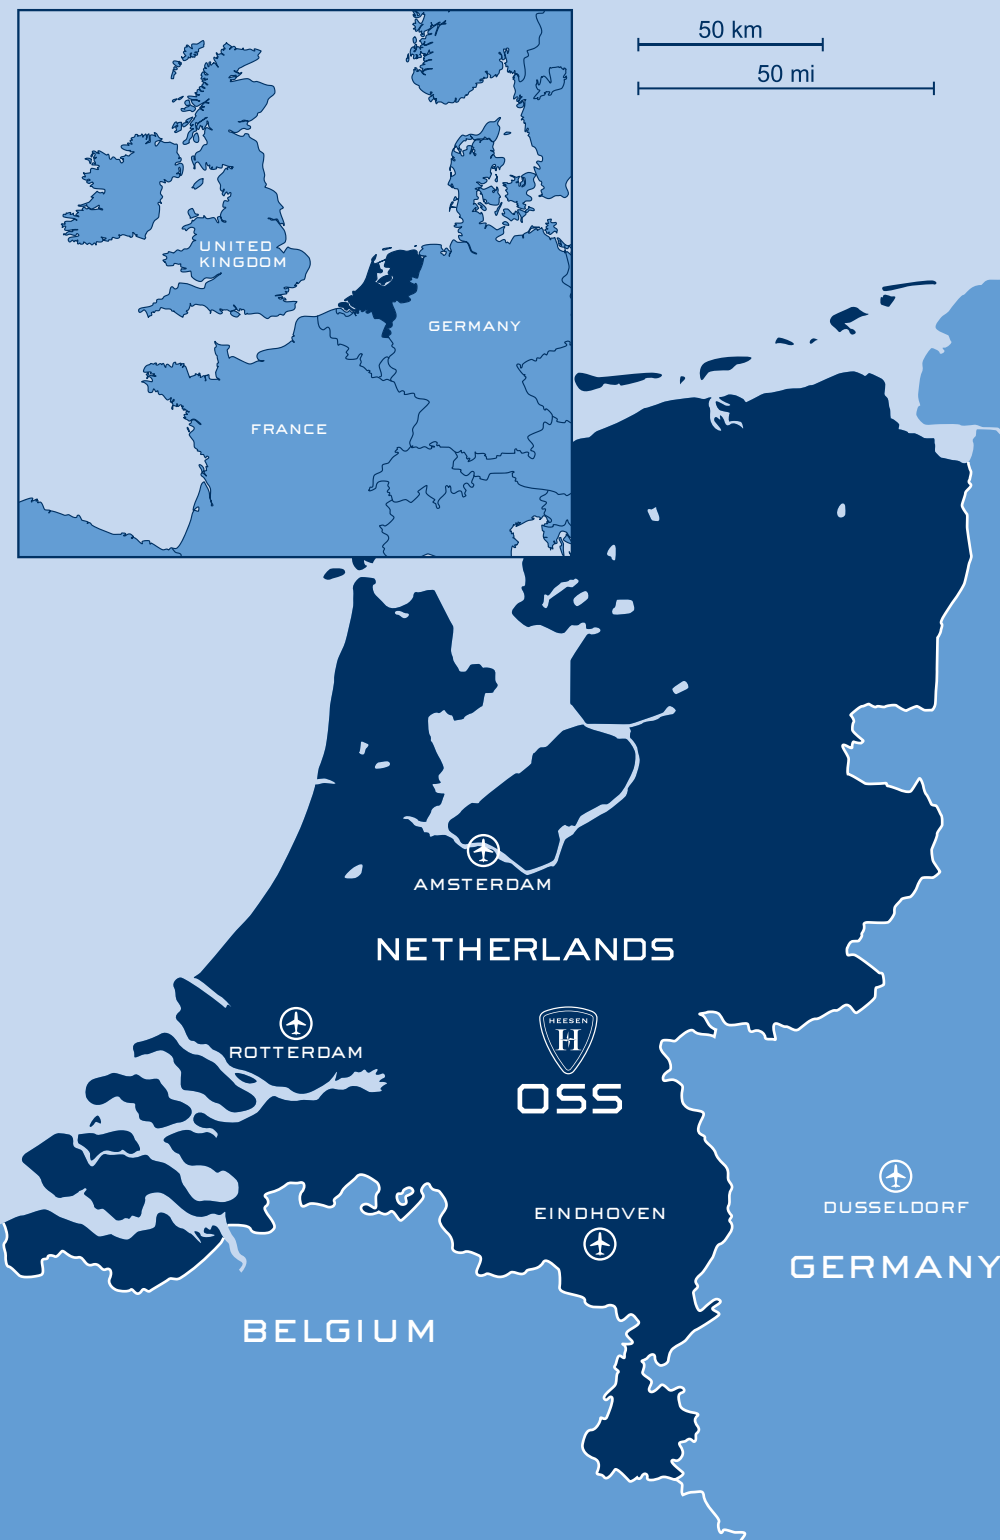 50 km
50 mi
UNITED
KINGDOM
GERMANY
FRANCE
AMSTERDAM
NETHERLANDS
HEESEN
H
ROTTERDAM
OSS
DUSSELDORF
EINDHOVEN
GERMANY
BELGIUM